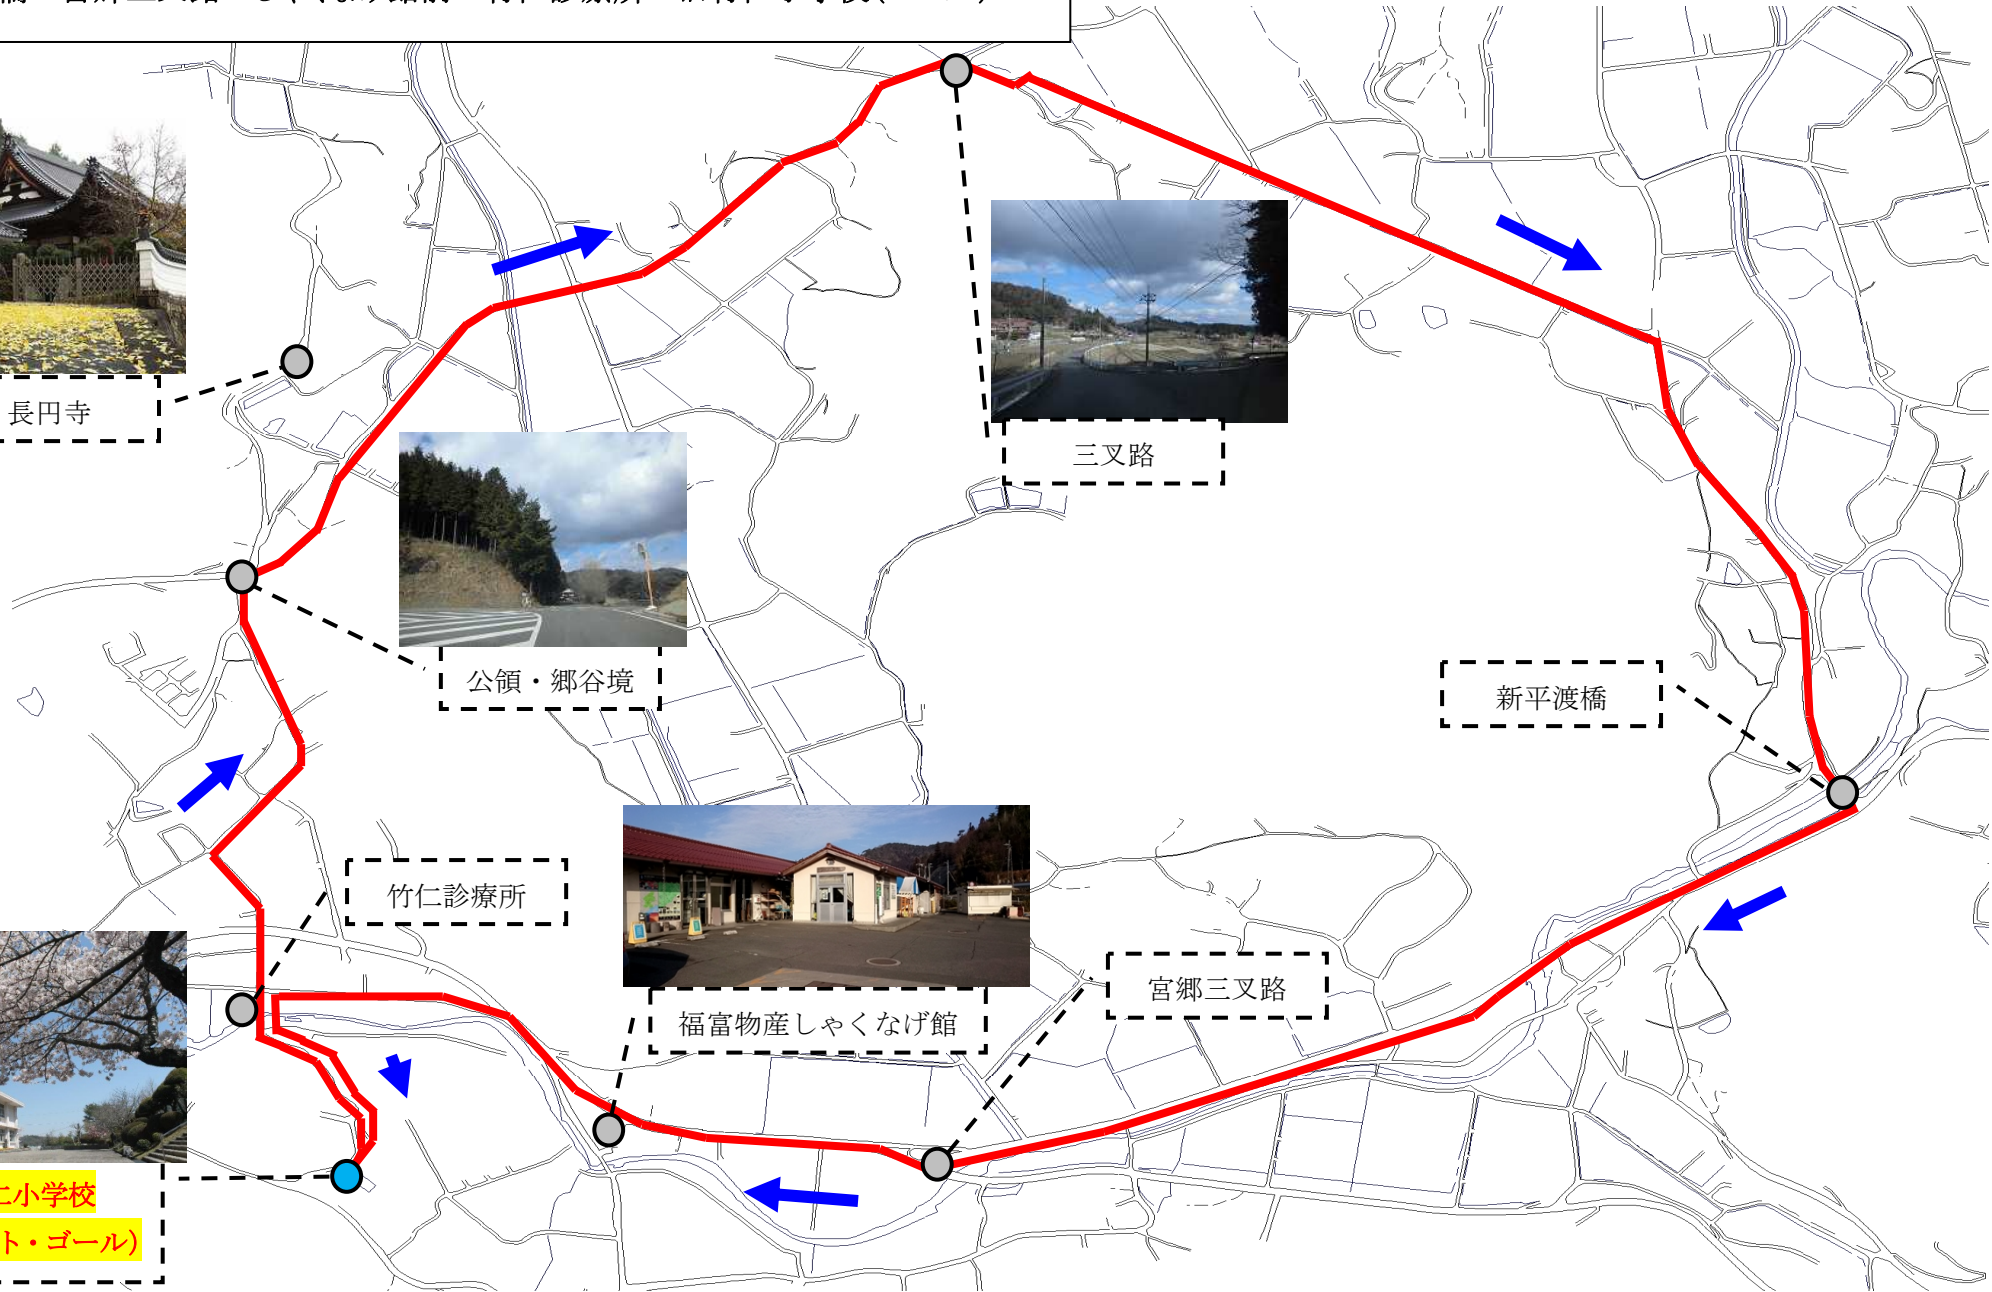 長円寺
三叉路
公領・郷谷境
新平渡橋
竹仁診療所
福富物産しゃくなげ館
宮郷三叉路
小学校
ト・ゴール)